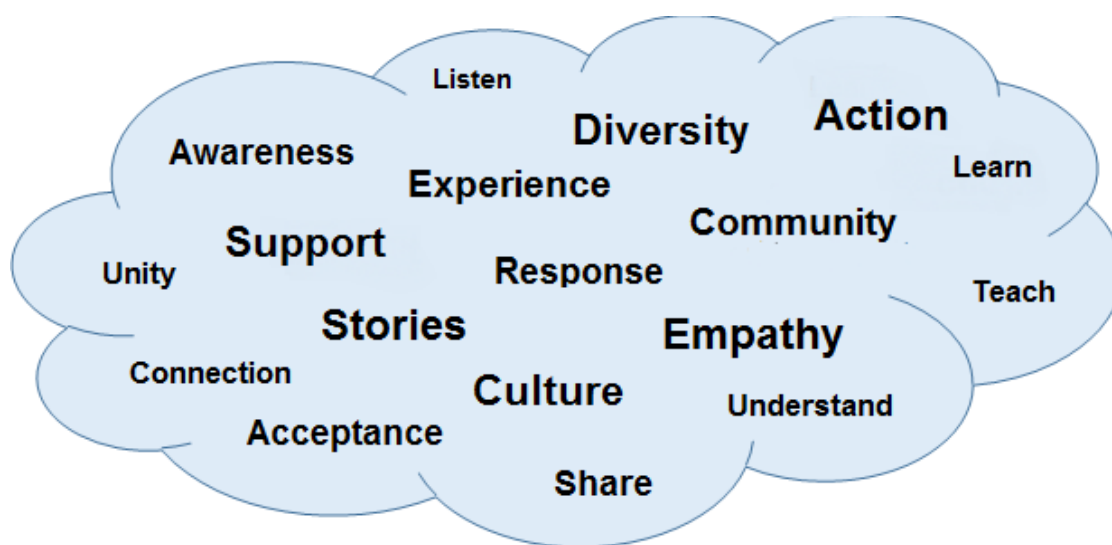 Listen
Action
Diversity
Awareness
Learn
Experience
Community
Support
Response
Unity
Teach
Stories
Empathy
Connection
Culture
Understand
Acceptance
Share